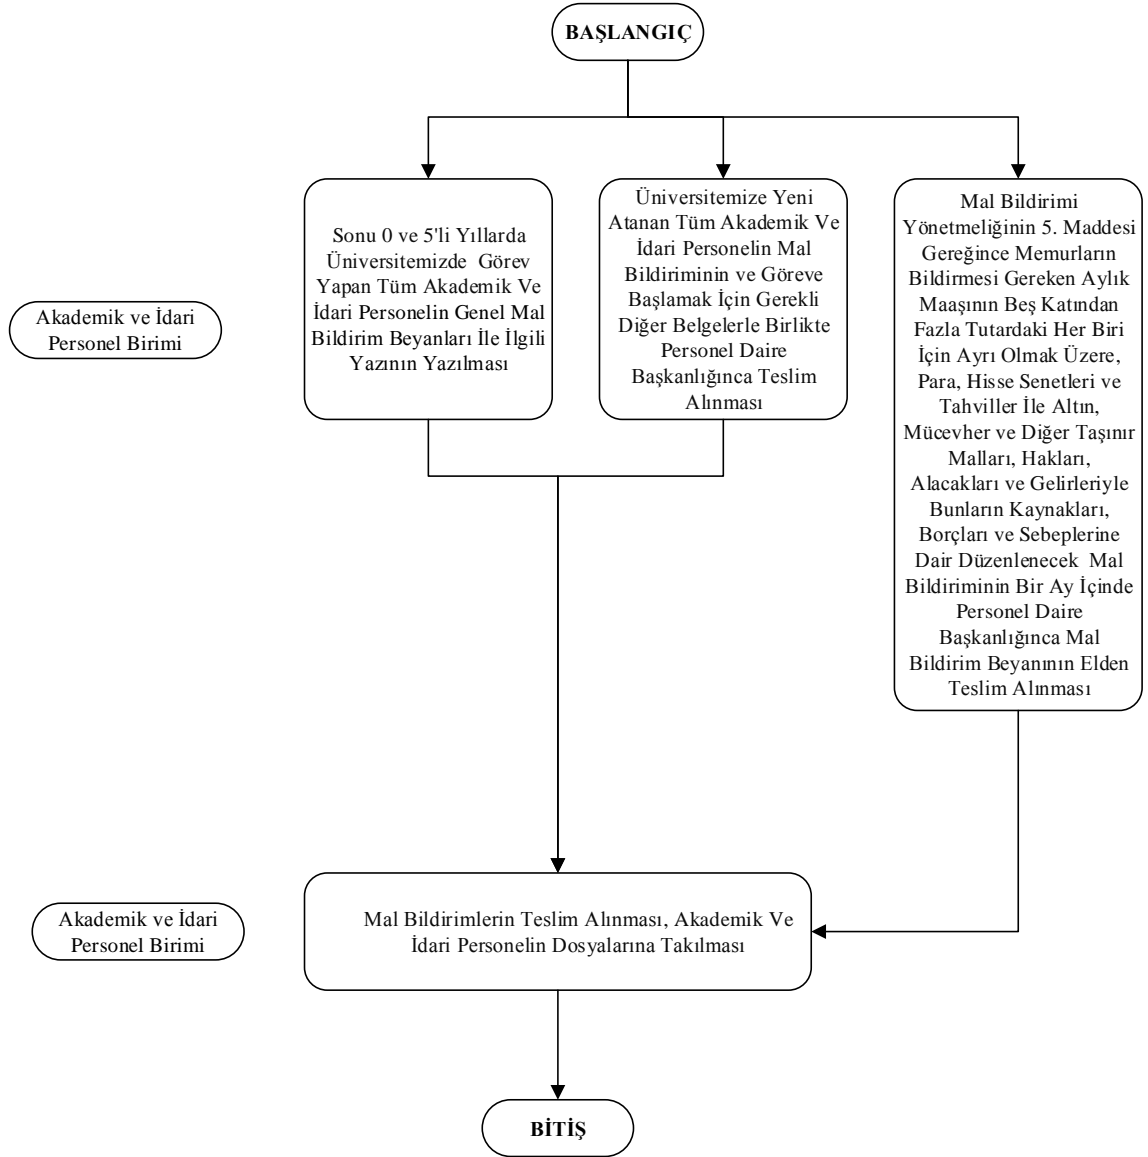 BAŞLANGIÇ
Sonu 0 ve 5'li Yıllarda
Üniversitemizde Görev
Yapan Tüm Akademik Ve
İdari Personelin Genel Mal
Bildirim Beyanları İle İlgili
Yazının Yazılması
Üniversitemize Yeni
Atanan Tüm Akademik Ve
İdari Personelin Mal
Bildiriminin ve Göreve
Başlamak İçin Gerekli
Diğer Belgelerle Birlikte
Personel Daire
Başkanlığınca Teslim
Alınması
Mal Bildirimi
Yönetmeliğinin 5. Maddesi
Gereğince Memurların
Bildirmesi Gereken Aylık
Maaşının Beş Katından
Fazla Tutardaki Her Biri
İçin Ayrı Olmak Üzere,
Para, Hisse Senetleri ve
Tahviller İle Altın,
Mücevher ve Diğer Taşınır
Malları, Hakları,
Alacakları ve Gelirleriyle
Bunların Kaynakları,
Borçları ve Sebeplerine
Dair Düzenlenecek Mal
Bildiriminin Bir Ay İçinde
Personel Daire
Başkanlığınca Mal
Bildirim Beyanının Elden
Teslim Alınması
Akademik ve İdari
Personel Birimi
Akademik ve İdari
Personel Birimi
Mal Bildirimlerin Teslim Alınması, Akademik Ve
İdari Personelin Dosyalarına Takılması
BİTİŞ